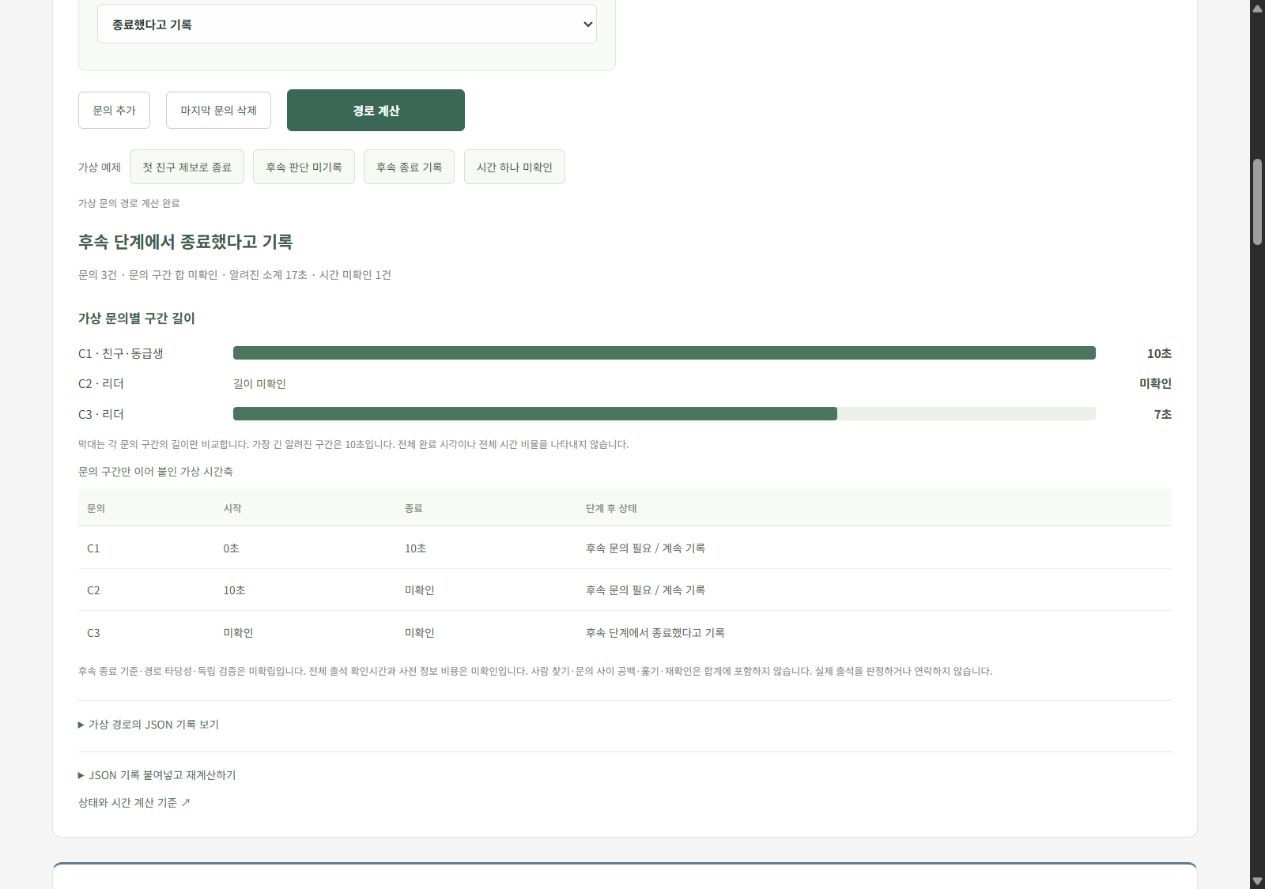 종료했다고 기록
문의 추가 마지막 문의 삭제 경로 계산
가상 예제 첫 친구 제보로 종료 후속 판단 미기록 후속 종료 기록 시간 하나 미확인
가상 문의 경로 계산 완료
후속 단계에서 종료했다고 기록
문의 3건 · 문의 구간 합 미확인 · 알려진 소계 17초 · 시간 미확인 1건
가상 문의별 구간 길이
C1 · 친구·동급생 10초
C2 · 리더 길이 미확인 미확인
C3 · 리더 7초
막대는 각 문의 구간의 길이만 비교합니다. 가장 긴 알려진 구간은 10초입니다. 전체 완료 시각이나 전체 시간 비율을 나타내지 않습니다.
문의 구간만 이어 붙인 가상 시간축
문의 시작 종료 단계 후 상태
C1 0초 10초 후속 문의 필요 / 계속 기록
C2 10초 미확인 후속 문의 필요 / 계속 기록
C3 미확인 미확인 후속 단계에서 종료했다고 기록
후속 종료 기준·경로 타당성·독립 검증은 미확립입니다. 전체 출석 확인시간과 사전 정보 비용은 미확인입니다. 사람 찾기·문의 사이 공백·훑기·재확인은 합계에 포함하지 않습니다. 실제 출석을 판정하거나 연락하지 않습니다.
▶ 가상 경로의 JSON 기록 보기
▶ JSON 기록 붙여넣고 재계산하기
상태와 시간 계산 기준 ↗